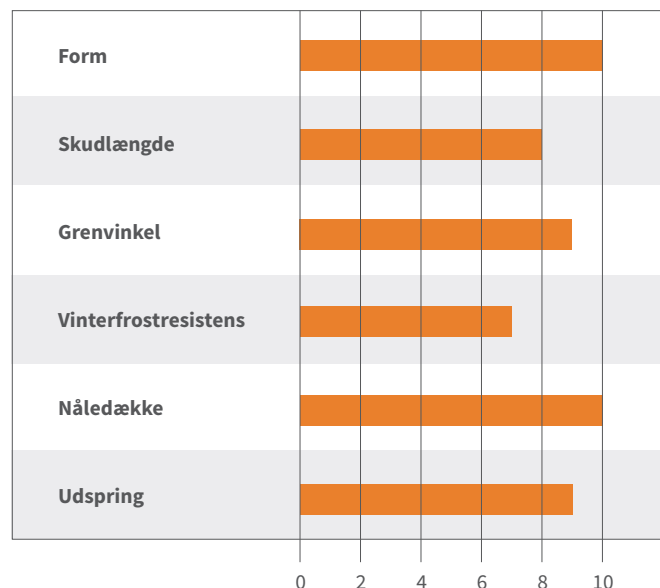 Form
Skudlængde
Grenvinkel
Vinterfrostresistens
Nåledække
Udspring
0 2 4 6 8 10